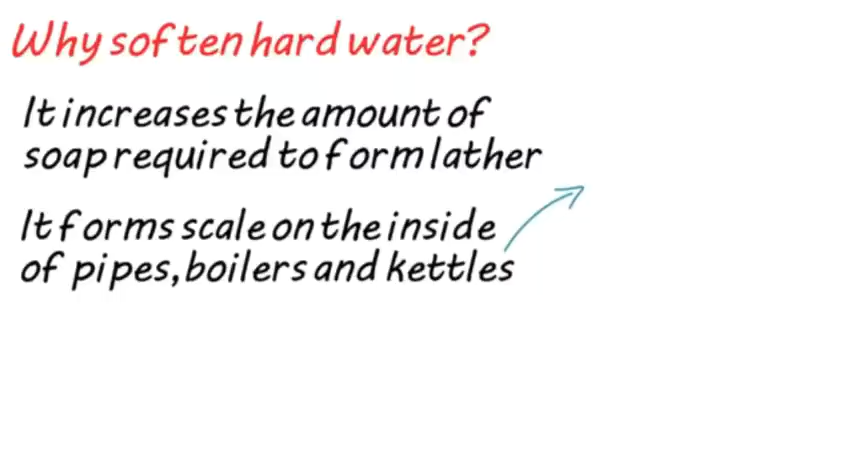 Why soften hard water?
It increases the amount of
soap required to form lather
It forms scale on the inside
of pipes, boilers and kettles